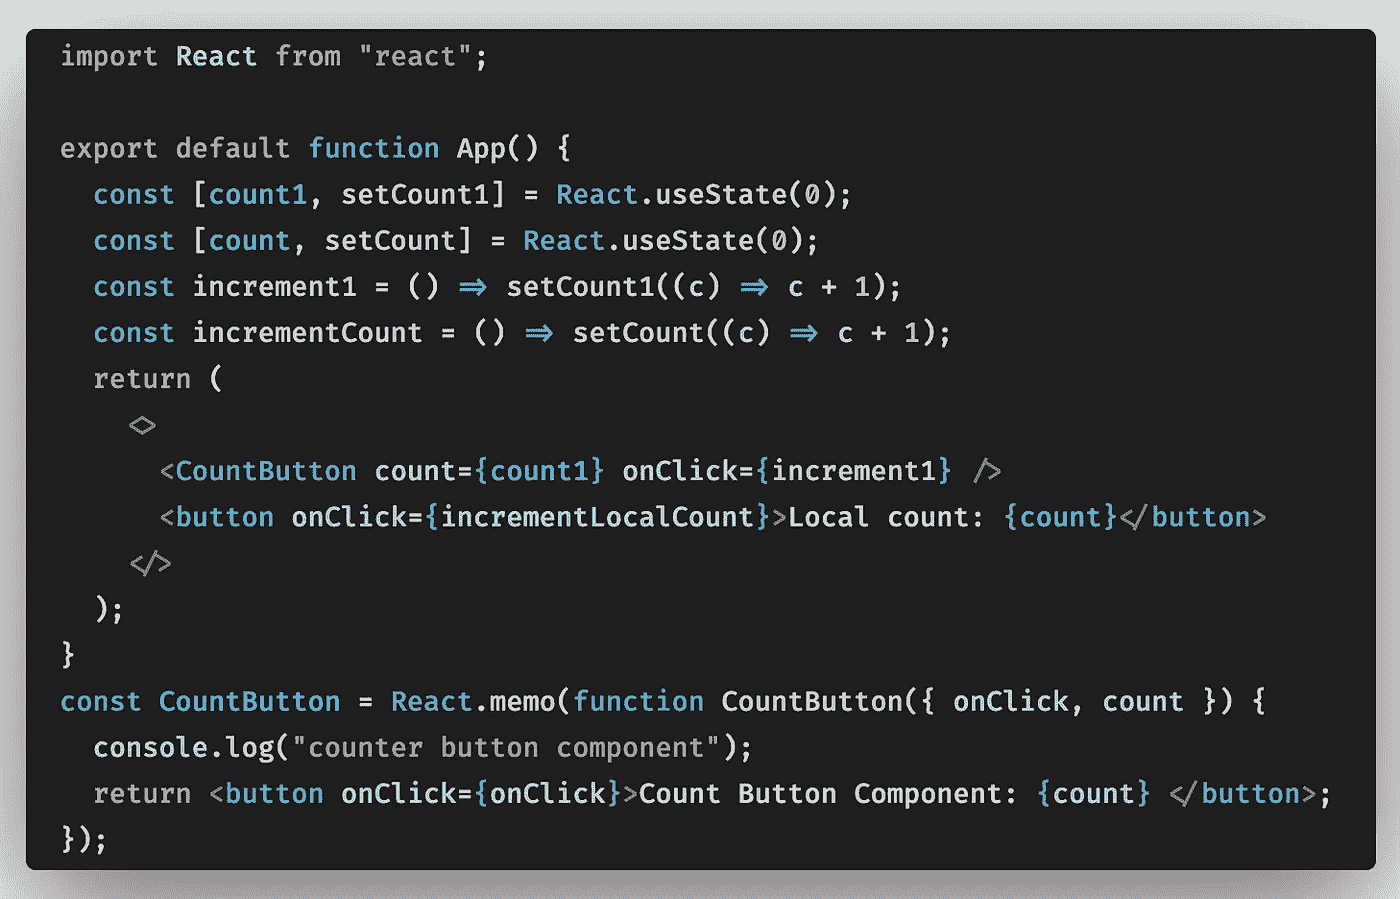 import React from "react";
export default function App() {
const [count1, setCount1] = React.useState(0);
const [count, setCount] = React.useState(0);
const increment1 = () => setCount1((c) => c + 1);
const incrementCount = () => setCount((c) => c + 1);
return (
<>
<CountButton count={count1} onClick={increment1} />
<button onClick={incrementLocalCount}>Local count: {count}</button>
</>
);
}
const CountButton = React.memo(function CountButton({ onClick, count }) {
console.log("counter button component");
return <button onClick={onClick}>Count Button Component: {count} </button>;
});